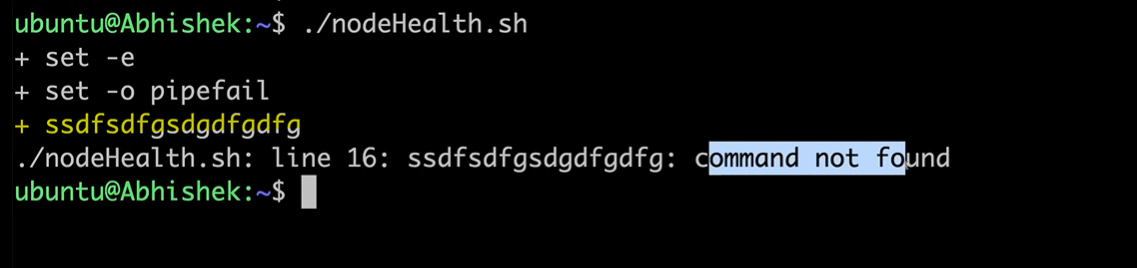 ubuntu@Abhishek:~$ ./nodeHealth.sh
+ set -e
+ set -o pipefail
+ ssdfsdfgsdgdfgdfg
./nodeHealth.sh: line 16: ssdfsdfgsdgdfgdfg: command not found
ubuntu@Abhishek:~$